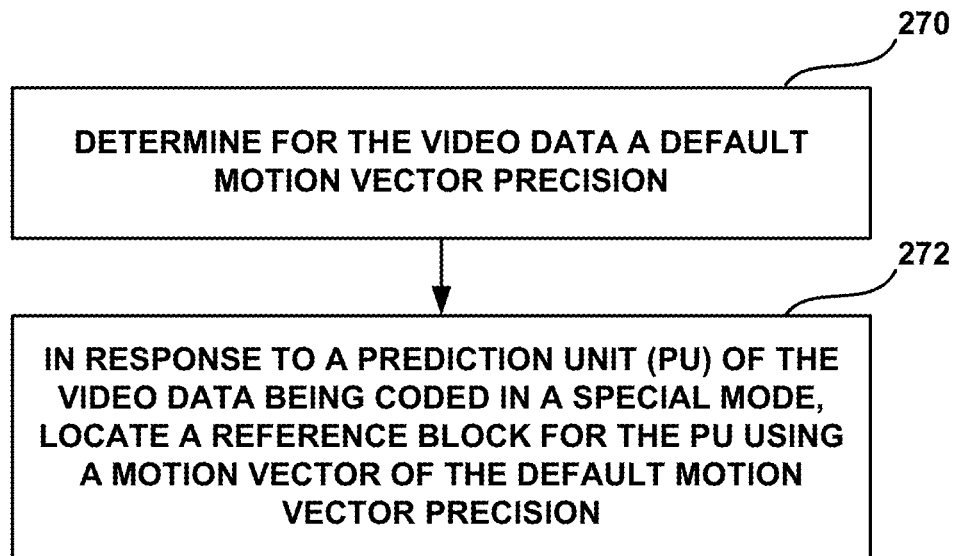 270
DETERMINE FOR THE VIDEO DATA A DEFAULT
MOTION VECTOR PRECISION
272
IN RESPONSE TO A PREDICTION UNIT (PU) OF THE
VIDEO DATA BEING CODED IN A SPECIAL MODE,
LOCATE A REFERENCE BLOCK FOR THE PU USING
A MOTION VECTOR OF THE DEFAULT MOTION
VECTOR PRECISION